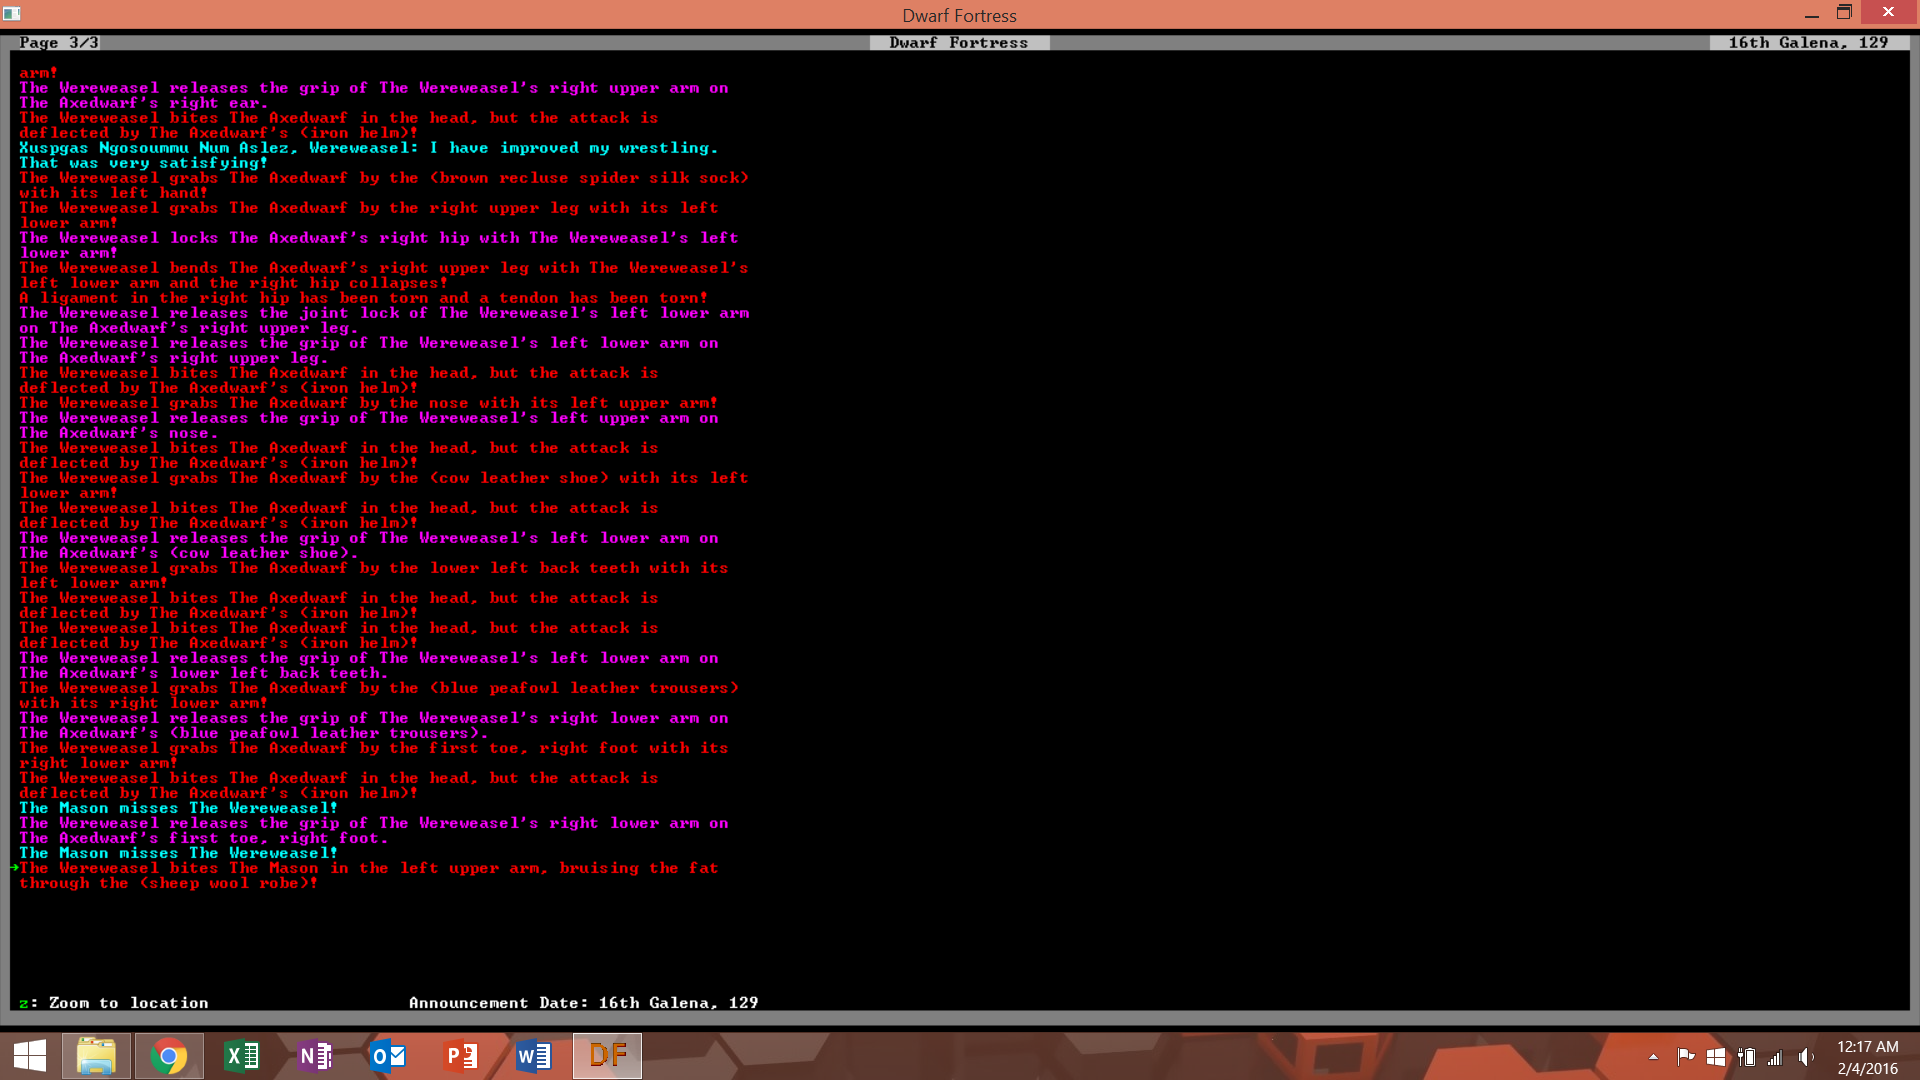 Dwarf Fortress
Page 3/3
Dwarf Fortress
16th Galena, 129
arm!
The Wereweasel releases the grip of The Wereweasel's right upper arm on
The Axedwarf's right ear.
The Wereweasel bites The Axedwarf in the head, but the attack is
deflected by The Axedwarf's (iron helm)!
Xuspgas Ngosoummu Num Aslez, Wereweasel: I have improved my wrestling.
That was very satisfying!
The Wereweasel grabs The Axedwarf by the (brown recluse spider silk sock)
with its left hand!
The Wereweasel grabs The Axedwarf by the right upper leg with its left
lower arm!
The Wereweasel locks The Axedwarf's right hip with The Wereweasel's left
lower arm!
The Wereweasel bends The Axedwarf's right upper leg with The Wereweasel's
left lower arm and the right hip collapses!
A ligament in the right hip has been torn and a tendon has been torn!
The Wereweasel releases the joint lock of The Wereweasel's left lower arm
on The Axedwarf's right upper leg.
The Wereweasel releases the grip of The Wereweasel's left lower arm on
The Axedwarf's right upper leg.
The Wereweasel bites The Axedwarf in the head, but the attack is
deflected by The Axedwarf's (iron helm)!
The Wereweasel grabs The Axedwarf by the nose with its left upper arm!
The Wereweasel releases the grip of The Wereweasel's left upper arm on
The Axedwarf's nose.
The Wereweasel bites The Axedwarf in the head, but the attack is
deflected by The Axedwarf's (iron helm)!
The Wereweasel grabs The Axedwarf by the (cow leather shoe) with its left
lower arm!
The Wereweasel bites The Axedwarf in the head, but the attack is
deflected by The Axedwarf's (iron helm)!
The Wereweasel releases the grip of The Wereweasel's left lower arm on
The Axedwarf's (cow leather shoe).
The Wereweasel grabs The Axedwarf by the lower left back teeth with its
left lower arm!
The Wereweasel bites The Axedwarf in the head, but the attack is
deflected by The Axedwarf's (iron helm)!
The Wereweasel bites The Axedwarf in the head, but the attack is
deflected by The Axedwarf's (iron helm)!
The Wereweasel releases the grip of The Wereweasel's left lower arm on
The Axedwarf's lower left back teeth.
The Wereweasel grabs The Axedwarf by the (blue peafowl leather trousers)
with its right lower arm!
The Wereweasel releases the grip of The Wereweasel's right lower arm on
The Axedwarf's (blue peafowl leather trousers).
The Wereweasel grabs The Axedwarf by the first toe, right foot with its
right lower arm!
The Wereweasel bites The Axedwarf in the head, but the attack is
deflected by The Axedwarf's (iron helm)!
The Mason misses The Wereweasel!
The Wereweasel releases the grip of The Wereweasel's right lower arm on
The Axedwarf's first toe, right foot.
The Mason misses The Wereweasel!
→The Wereweasel bites The Mason in the left upper arm, bruising the fat
through the (sheep wool robe)!
z: Zoom to location
Announcement Date: 16th Galena, 129
DF
12:17 AM
2/4/2016